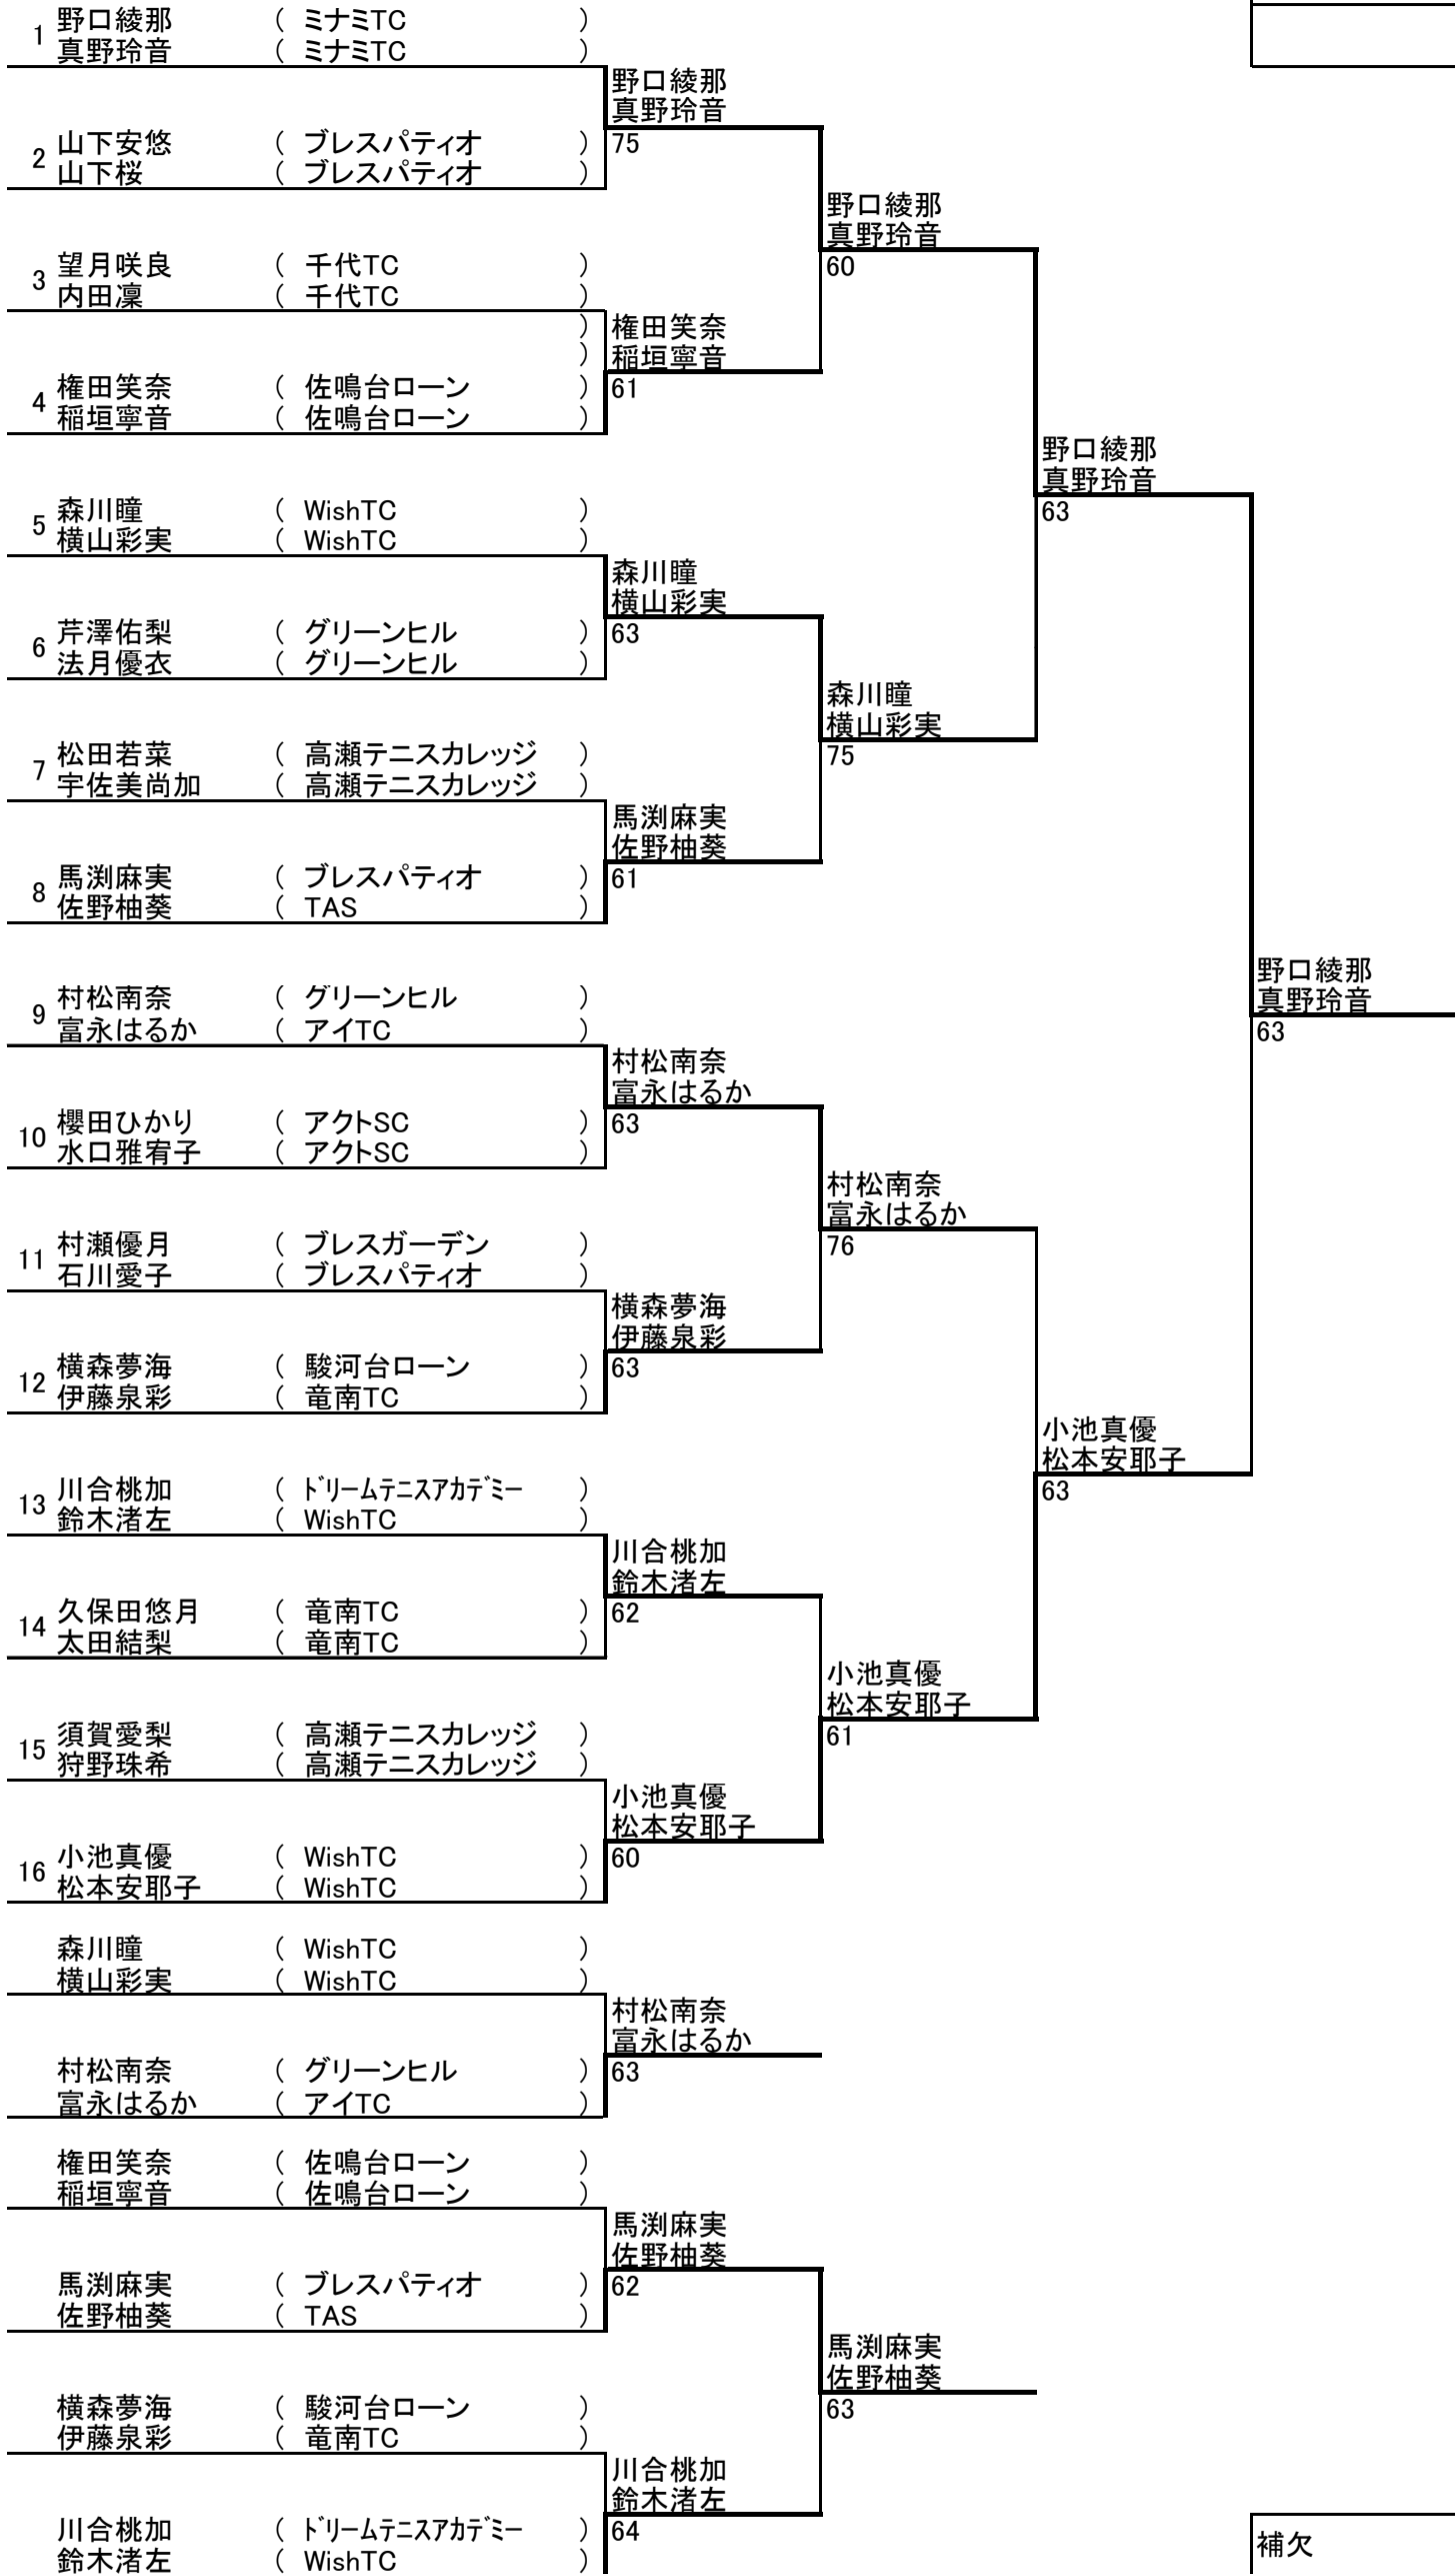 1 野口綾那 ( ミナミTC )
真野玲音 ( ミナミTC )
野口綾那
真野玲音
75
2 山下安悠 ( ブレスパティオ )
山下桜 ( ブレスパティオ )
野口綾那
真野玲音
60
3 望月咲良 ( 千代TC )
内田凜 ( 千代TC )
)
)
権田笑奈
稲垣寧音
61
4 権田笑奈 ( 佐鳴台ローン )
稲垣寧音 ( 佐鳴台ローン )
野口綾那
真野玲音
63
5 森川瞳 ( WishTC )
横山彩実 ( WishTC )
森川瞳
横山彩実
63
6 芹澤佑梨 ( グリーンヒル )
法月優衣 ( グリーンヒル )
森川瞳
横山彩実
75
7 松田若菜 ( 高瀬テニスカレッジ )
宇佐美尚加 ( 高瀬テニスカレッジ )
馬渕麻実
佐野柚葵
61
8 馬渕麻実 ( ブレスパティオ )
佐野柚葵 ( TAS )
野口綾那
真野玲音
63
9 村松南奈 ( グリーンヒル )
富永はるか ( アイTC )
村松南奈
富永はるか
63
10 櫻田ひかり ( アクトSC )
水口雅宥子 ( アクトSC )
村松南奈
富永はるか
76
11 村瀬優月 ( ブレスガーデン )
石川愛子 ( ブレスパティオ )
横森夢海
伊藤泉彩
63
12 横森夢海 ( 駿河台ローン )
伊藤泉彩 ( 竜南TC )
小池真優
松本安耶子
63
13 川合桃加 ( ﾄﾞﾘｰﾑﾃﾆｽｱｶﾃﾞﾐｰ )
鈴木渚左 ( WishTC )
川合桃加
鈴木渚左
62
14 久保田悠月 ( 竜南TC )
太田結梨 ( 竜南TC )
小池真優
松本安耶子
61
15 須賀愛梨 ( 高瀬テニスカレッジ )
狩野珠希 ( 高瀬テニスカレッジ )
小池真優
松本安耶子
60
16 小池真優 ( WishTC )
松本安耶子 ( WishTC )
森川瞳 ( WishTC )
横山彩実 ( WishTC )
村松南奈
富永はるか
63
村松南奈 ( グリーンヒル )
富永はるか ( アイTC )
権田笑奈 ( 佐鳴台ローン )
稲垣寧音 ( 佐鳴台ローン )
馬渕麻実
佐野柚葵
62
馬渕麻実 ( ブレスパティオ )
佐野柚葵 ( TAS )
馬渕麻実
佐野柚葵
63
横森夢海 ( 駿河台ローン )
伊藤泉彩 ( 竜南TC )
川合桃加
鈴木渚左
64
川合桃加 ( ﾄﾞﾘｰﾑﾃﾆｽｱｶﾃﾞﾐｰ )
鈴木渚左 ( WishTC )
補欠